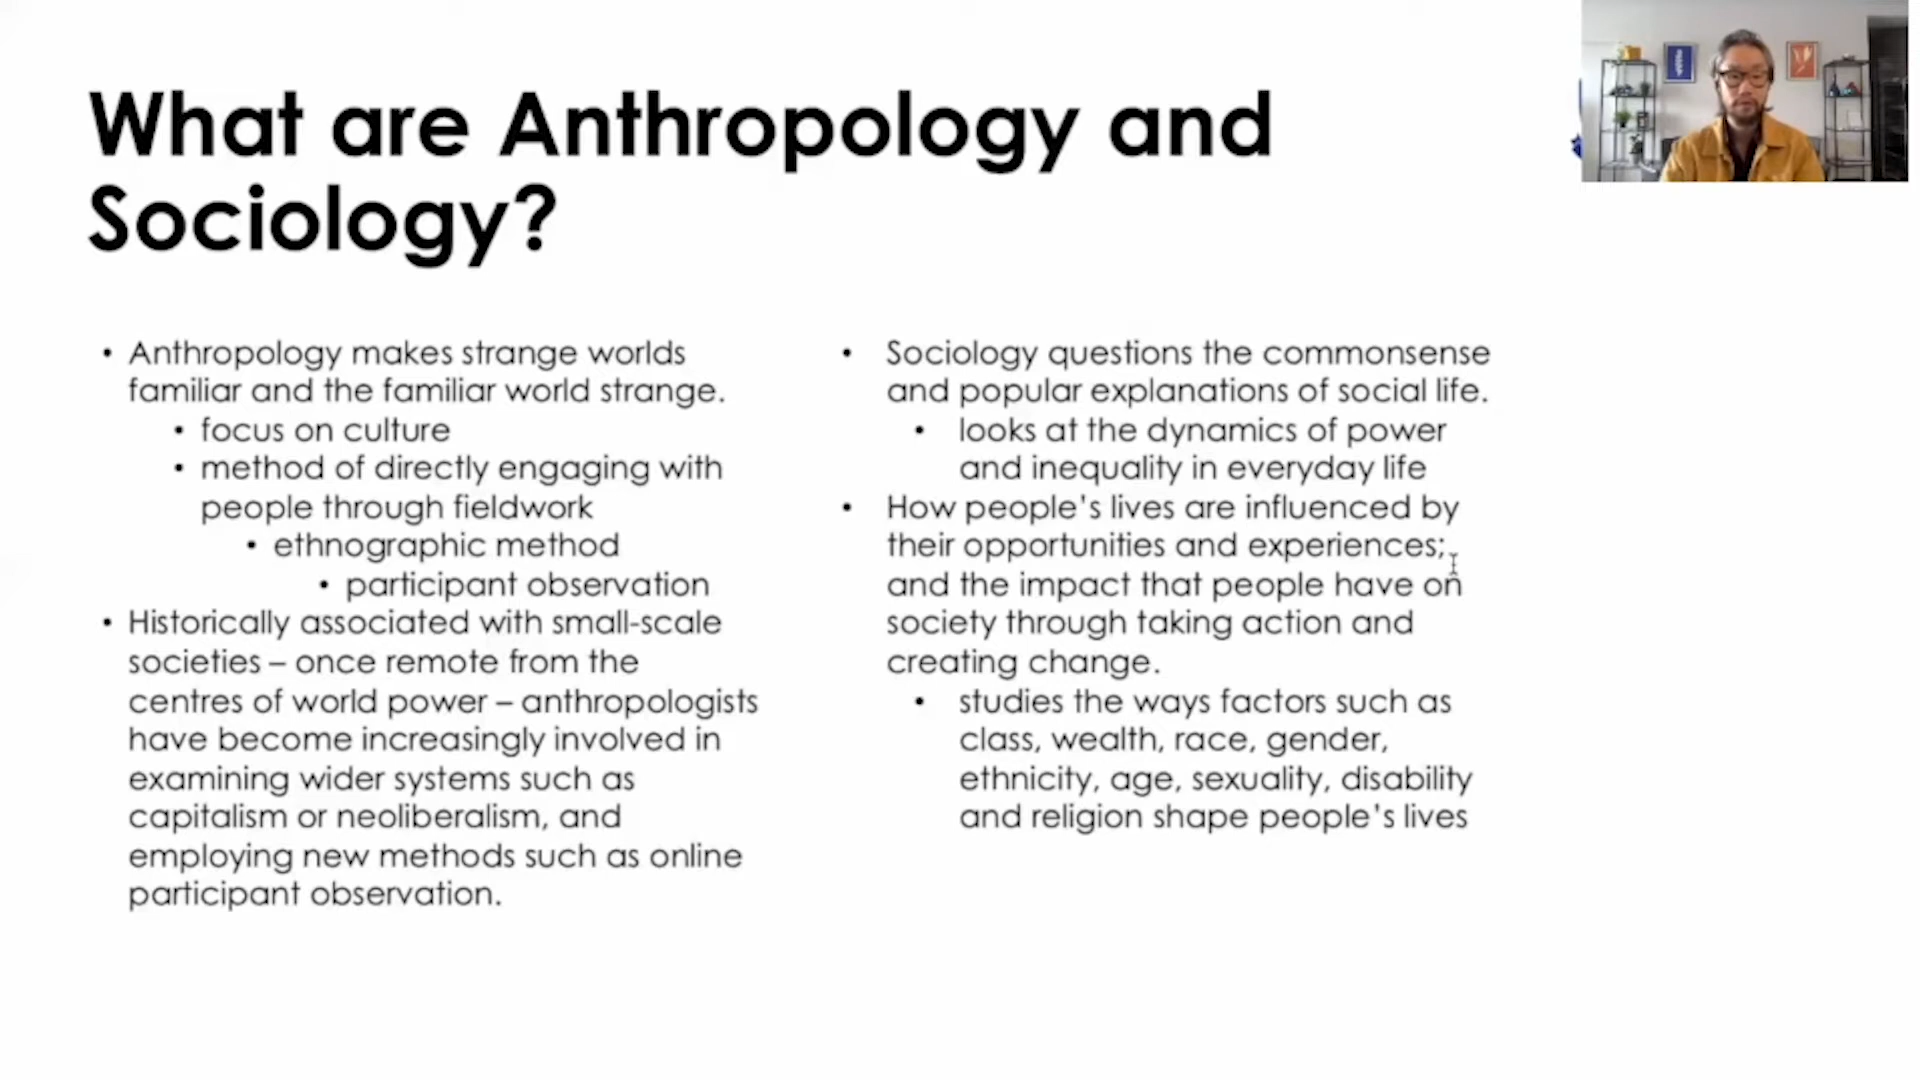 What are Anthropology and
Sociology?
• Anthropology makes strange worlds
familiar and the familiar world strange.
• focus on culture
• method of directly engaging with
people through fieldwork
• ethnographic method
• participant observation
• Historically associated with small-scale
societies – once remote from the
centres of world power – anthropologists
have become increasingly involved in
examining wider systems such as
capitalism or neoliberalism, and
employing new methods such as online
participant observation.
• Sociology questions the commonsense
and popular explanations of social life.
• looks at the dynamics of power
and inequality in everyday life
• How people's lives are influenced by
their opportunities and experiences;
and the impact that people have on
society through taking action and
creating change.
• studies the ways factors such as
class, wealth, race, gender,
ethnicity, age, sexuality, disability
and religion shape people's lives